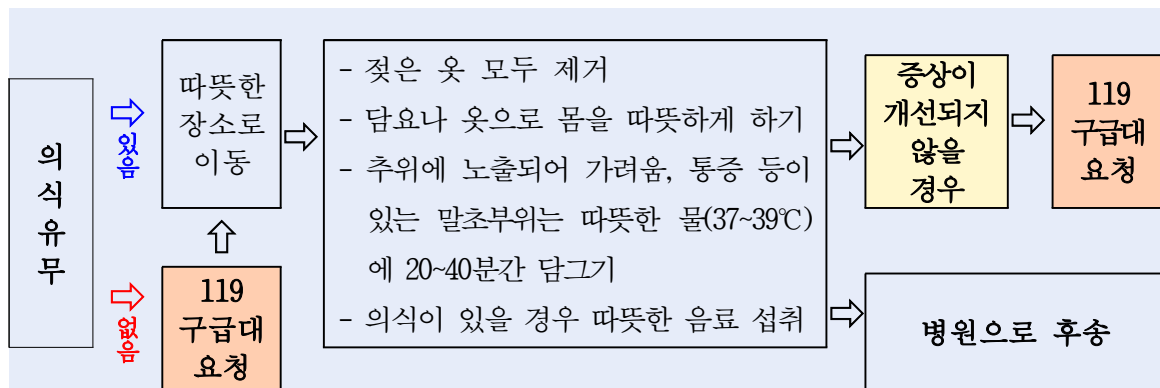 의
식
유
무
있음
없음
따뜻한
장소로
이동
119
구급대
요청
- 젖은 옷 모두 제거
- 담요나 옷으로 몸을 따뜻하게 하기
- 추위에 노출되어 가려움, 통증 등이
있는 말초부위는 따뜻한 물(37~39℃)
에 20~40분간 담그기
- 의식이 있을 경우 따뜻한 음료 섭취
증상이
개선되지
않을
경우
119
구급대
요청
병원으로 후송